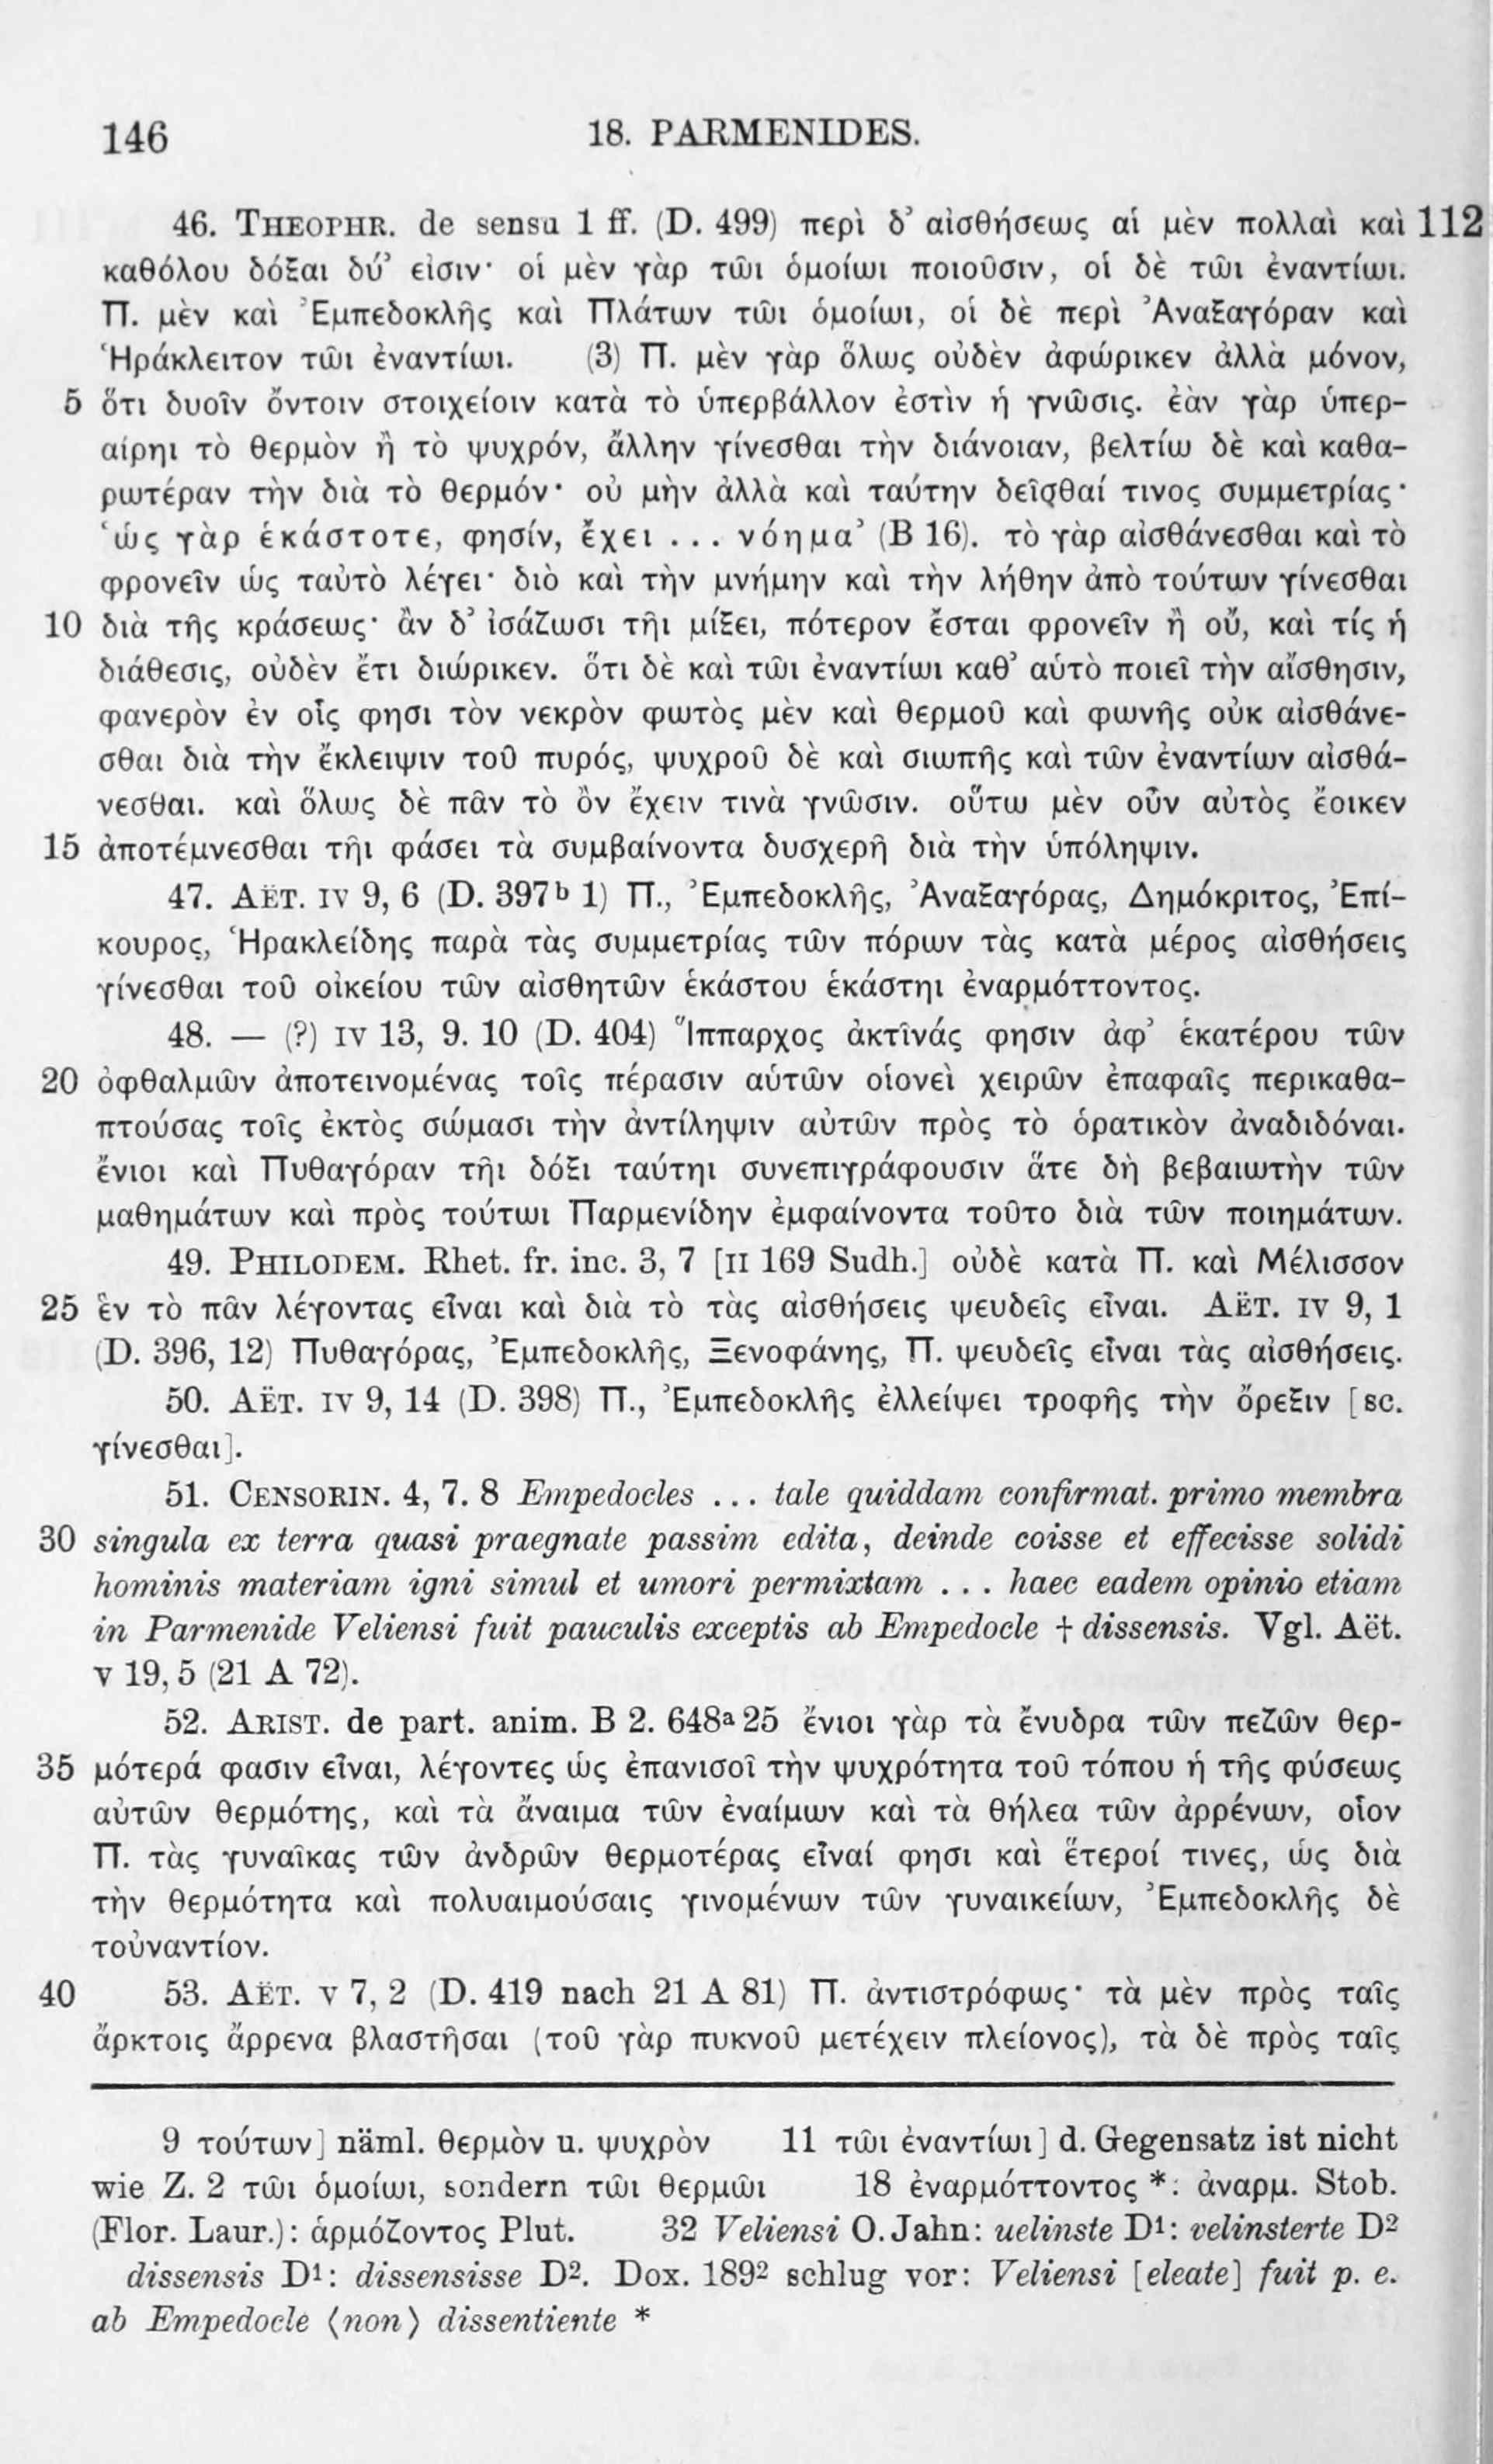 146
18. PARMENIDES.
46. THEOPHR. de sensu 1 ff. (D. 499) περὶ δ’ αἰσθήσεως αἱ μὲν πολλαὶ καὶ 112
καθόλου δόξαι δύ’ εἰσιν· οἱ μὲν γὰρ τῶι ὁμοίωι ποιοῦσιν, οἱ δὲ τῶι ἐναντίωι.
Π. μὲν καὶ Ἐμπεδοκλῆς καὶ Πλάτων τῶι ὁμοίωι, οἱ δὲ περὶ Ἀναξαγόραν καὶ
Ἡράκλειτον τῶι ἐναντίωι. (3) Π. μὲν γὰρ ὅλως οὐδὲν ἀφώρικεν ἀλλὰ μόνον,
5 ὅτι δυοῖν ὄντοιν στοιχείοιν κατὰ τὸ ὑπερβάλλον ἐστὶν ἡ γνῶσις. ἐὰν γὰρ ὑπερ-
αίρηι τὸ θερμὸν ἢ τὸ ψυχρόν, ἄλλην γίνεσθαι τὴν διάνοιαν, βελτίω δὲ καὶ καθα-
ρωτέραν τὴν διὰ τὸ θερμόν· οὐ μὴν ἀλλὰ καὶ ταύτην δεῖσθαί τινος συμμετρίας·
‘ὡς γὰρ ἑκάστοτε, φησίν, ἔχει ... νόημα’ (B 16). τὸ γὰρ αἰσθάνεσθαι καὶ τὸ
φρονεῖν ὡς ταὐτὸ λέγει· διὸ καὶ τὴν μνήμην καὶ τὴν λήθην ἀπὸ τούτων γίνεσθαι
10 διὰ τῆς κράσεως· ἂν δ’ ἰσάζωσι τῆι μίξει, πότερον ἔσται φρονεῖν ἢ οὔ, καὶ τίς ἡ
διάθεσις, οὐδὲν ἔτι διώρικεν. ὅτι δὲ καὶ τῶι ἐναντίωι καθ’ αὑτὸ ποιεῖ τὴν αἴσθησιν,
φανερὸν ἐν οἷς φησι τὸν νεκρὸν φωτὸς μὲν καὶ θερμοῦ καὶ φωνῆς οὐκ αἰσθάνε-
σθαι διὰ τὴν ἔκλειψιν τοῦ πυρός, ψυχροῦ δὲ καὶ σιωπῆς καὶ τῶν ἐναντίων αἰσθά-
νεσθαι. καὶ ὅλως δὲ πᾶν τὸ ὂν ἔχειν τινὰ γνῶσιν. οὕτω μὲν οὖν αὐτὸς ἔοικεν
15 ἀποτέμνεσθαι τῆι φάσει τὰ συμβαίνοντα δυσχερῆ διὰ τὴν ὑπόληψιν.
47. AËT. IV 9, 6 (D. 397ᵇ 1) Π., Ἐμπεδοκλῆς, Ἀναξαγόρας, Δημόκριτος, Ἐπί-
κουρος, Ἡρακλείδης παρὰ τὰς συμμετρίας τῶν πόρων τὰς κατὰ μέρος αἰσθήσεις
γίνεσθαι τοῦ οἰκείου τῶν αἰσθητῶν ἑκάστου ἑκάστηι ἐναρμόττοντος.
48. — (?) IV 13, 9. 10 (D. 404) Ἵππαρχος ἀκτῖνάς φησιν ἀφ’ ἑκατέρου τῶν
20 ὀφθαλμῶν ἀποτεινομένας τοῖς πέρασιν αὑτῶν οἱονεὶ χειρῶν ἐπαφαῖς περικαθα-
πτούσας τοῖς ἐκτὸς σώμασι τὴν ἀντίληψιν αὐτῶν πρὸς τὸ ὁρατικὸν ἀναδιδόναι.
ἔνιοι καὶ Πυθαγόραν τῆι δόξι ταύτηι συνεπιγράφουσιν ἅτε δὴ βεβαιωτὴν τῶν
μαθημάτων καὶ πρὸς τούτωι Παρμενίδην ἐμφαίνοντα τοῦτο διὰ τῶν ποιημάτων.
49. PHILODEM. Rhet. fr. inc. 3, 7 [II 169 Sudh.] οὐδὲ κατὰ Π. καὶ Μέλισσον
25 ἓν τὸ πᾶν λέγοντας εἶναι καὶ διὰ τὸ τὰς αἰσθήσεις ψευδεῖς εἶναι. AËT. IV 9, 1
(D. 396, 12) Πυθαγόρας, Ἐμπεδοκλῆς, Ξενοφάνης, Π. ψευδεῖς εἶναι τὰς αἰσθήσεις.
50. AËT. IV 9, 14 (D. 398) Π., Ἐμπεδοκλῆς ἐλλείψει τροφῆς τὴν ὄρεξιν [sc.
γίνεσθαι].
51. CENSORIN. 4, 7. 8 Empedocles ... tale quiddam confirmat. primo membra
30 singula ex terra quasi praegnate passim edita, deinde coisse et effecisse solidi
hominis materiam igni simul et umori permixtam ... haec eadem opinio etiam
in Parmenide Veliensi fuit pauculis exceptis ab Empedocle † dissensis. Vgl. Aët.
V 19, 5 (21 A 72).
52. ARIST. de part. anim. B 2. 648ᵃ 25 ἔνιοι γὰρ τὰ ἔνυδρα τῶν πεζῶν θερ-
35 μότερά φασιν εἶναι, λέγοντες ὡς ἐπανισοῖ τὴν ψυχρότητα τοῦ τόπου ἡ τῆς φύσεως
αὐτῶν θερμότης, καὶ τὰ ἄναιμα τῶν ἐναίμων καὶ τὰ θήλεα τῶν ἀρρένων, οἷον
Π. τὰς γυναῖκας τῶν ἀνδρῶν θερμοτέρας εἶναί φησι καὶ ἕτεροί τινες, ὡς διὰ
τὴν θερμότητα καὶ πολυαιμούσαις γινομένων τῶν γυναικείων, Ἐμπεδοκλῆς δὲ
τοὐναντίον.
40 53. AËT. V 7, 2 (D. 419 nach 21 A 81) Π. ἀντιστρόφως· τὰ μὲν πρὸς ταῖς
ἄρκτοις ἄρρενα βλαστῆσαι (τοῦ γὰρ πυκνοῦ μετέχειν πλείονος), τὰ δὲ πρὸς ταῖς
9 τούτων] näml. θερμὸν u. ψυχρὸν 11 τῶι ἐναντίωι] d. Gegensatz ist nicht
wie Z. 2 τῶι ὁμοίωι, sondern τῶι θερμῶι 18 ἐναρμόττοντος *: ἀναρμ. Stob.
(Flor. Laur.): ἁρμόζοντος Plut. 32 Veliensi O. Jahn: uelinste D¹: velinsterte D²
dissensis D¹: dissensisse D². Dox. 189² schlug vor: Veliensi [eleate] fuit p. e.
ab Empedocle ⟨non⟩ dissentiente *